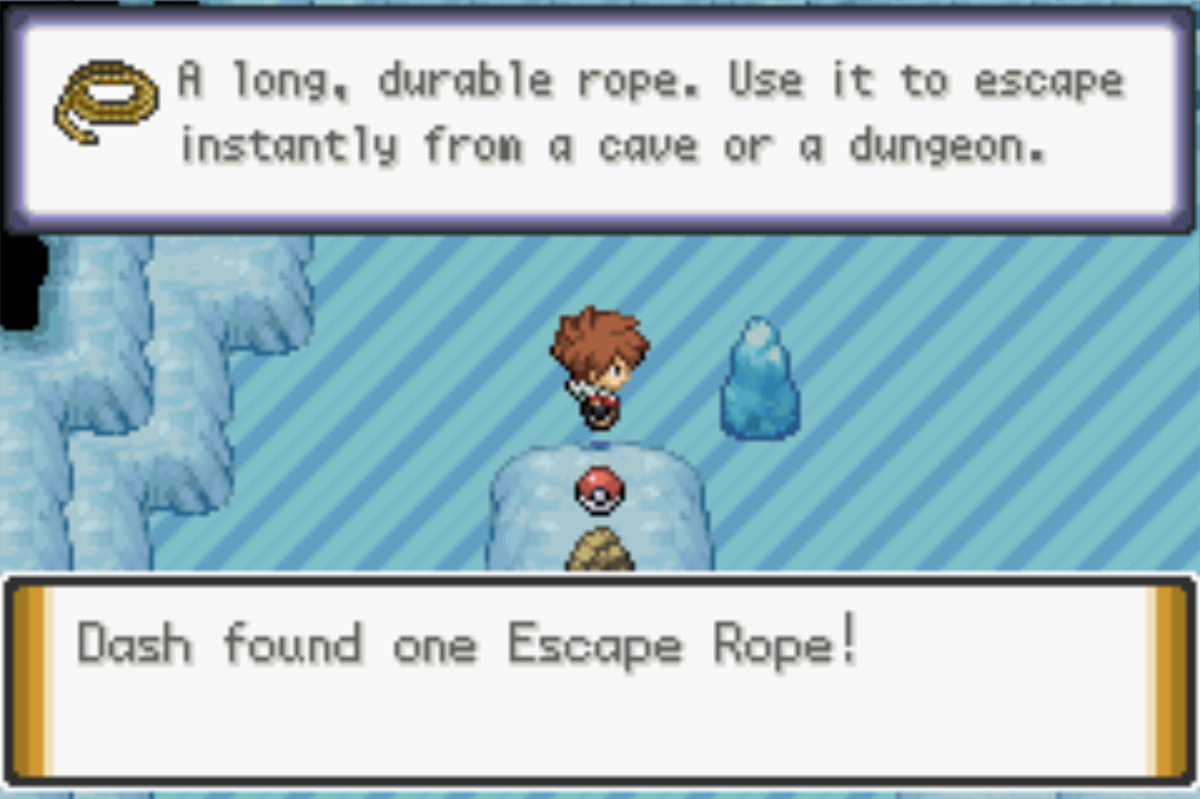 A long, durable rope. Use it to escape
instantly from a cave or a dungeon.
Dash found one Escape Rope!